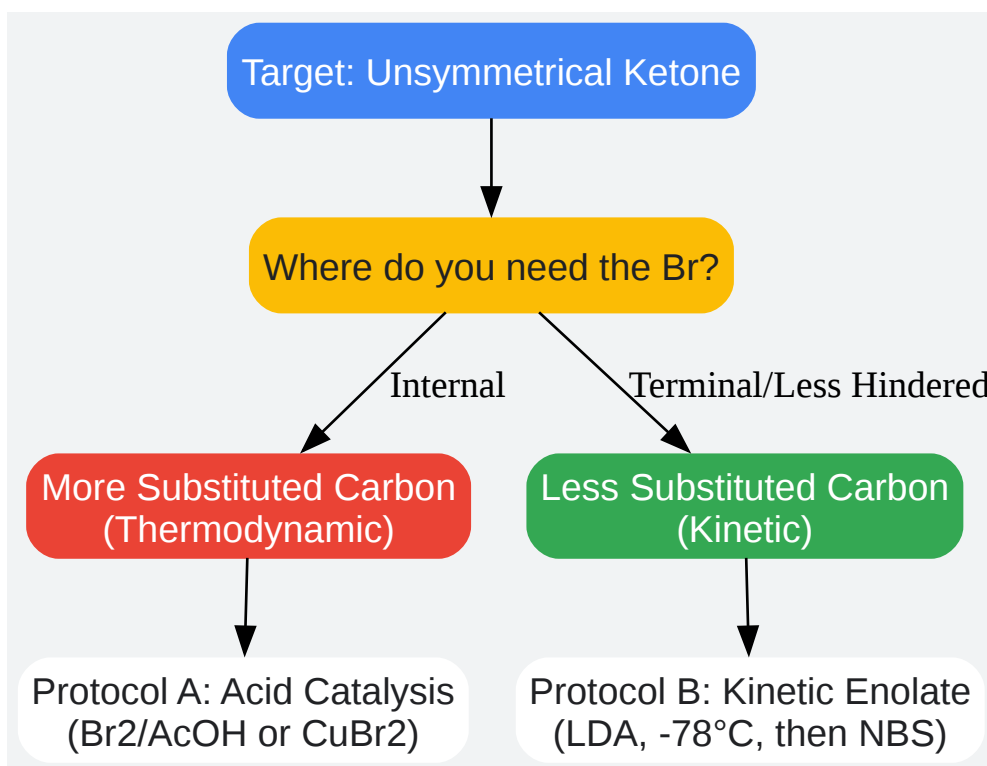 Target: Unsymmetrical Ketone
Where do you need the Br?
Internal
Terminal/Less Hindered
More Substituted Carbon
(Thermodynamic)
Less Substituted Carbon
(Kinetic)
Protocol A: Acid Catalysis
(Br2/AcOH or CuBr2)
Protocol B: Kinetic Enolate
(LDA, -78°C, then NBS)